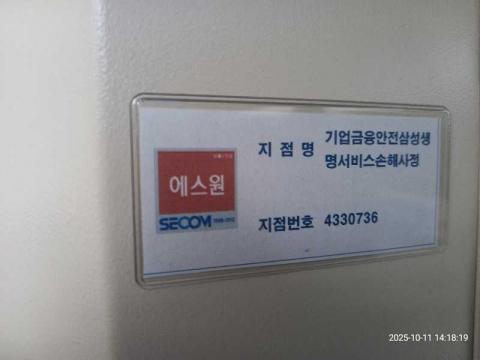 지점명 기업금융안전삼성생
명서비스손해사정
에스원
SECOM
지점번호 4330736
2025-10-11 14:18:19